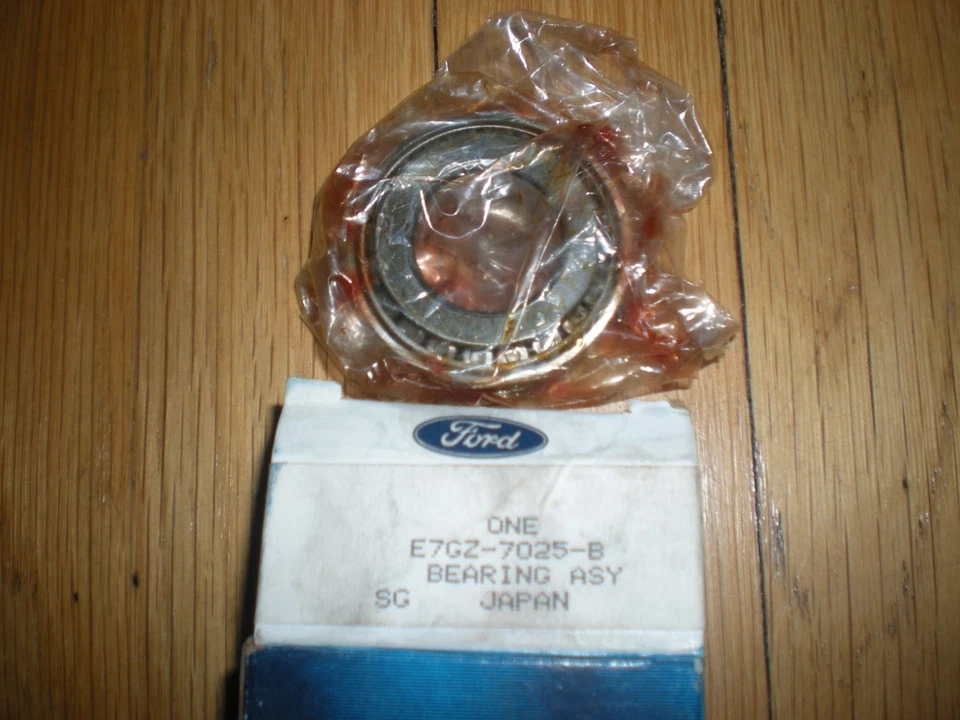 Ford
ONE
E7GZ-7025-B
BEARING ASY
SG JAPAN